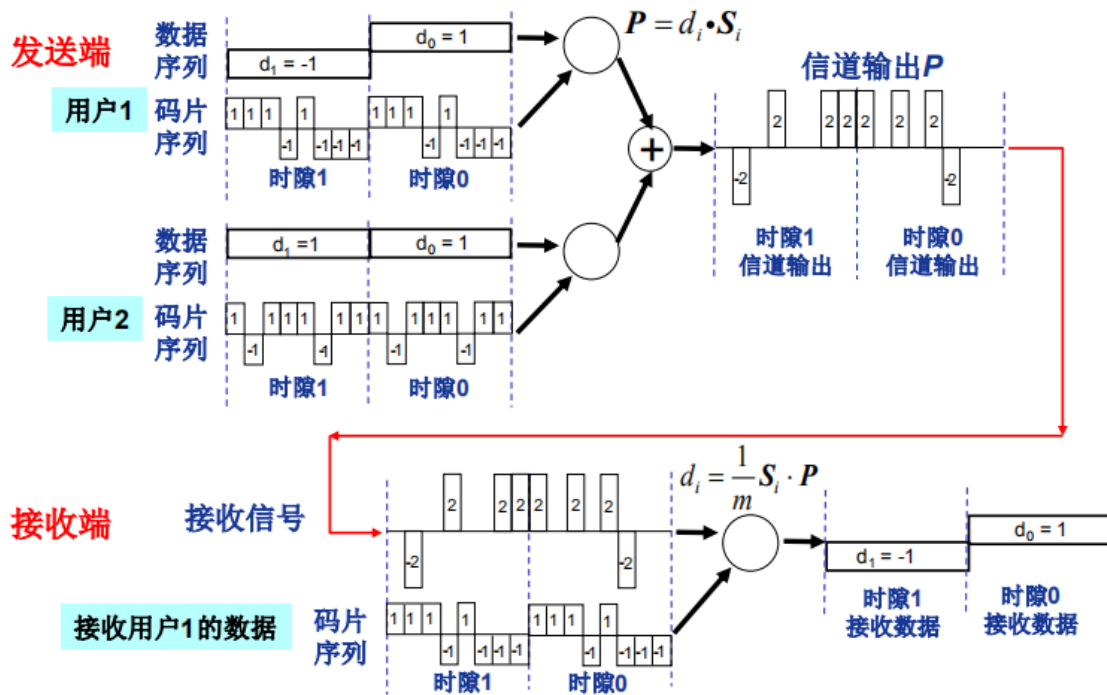 发送端
数据
序列
d₁ = -1
d₀ = 1
P = dᵢ•Sᵢ
用户1
码片
序列
1 1 1 -1 1 -1 -1 -1
1 1 1 -1 1 -1 -1 -1
时隙1
时隙0
数据
序列
d₁ =1
d₀ = 1
用户2
码片
序列
1 -1 1 1 1 -1 1 1
1 -1 1 1 1 -1 1 1
时隙1
时隙0
+
信道输出P
-2 2 2 2
2 2 2 -2
时隙1
信道输出
时隙0
信道输出
接收端
接收信号
-2 2 2 2
2 2 2 -2
dᵢ = 1/m Sᵢ · P
接收用户1的数据
码片
序列
1 1 1 -1 1 -1 -1 -1
1 1 1 -1 1 -1 -1 -1
时隙1
时隙0
d₁ = -1
d₀ = 1
时隙1
接收数据
时隙0
接收数据